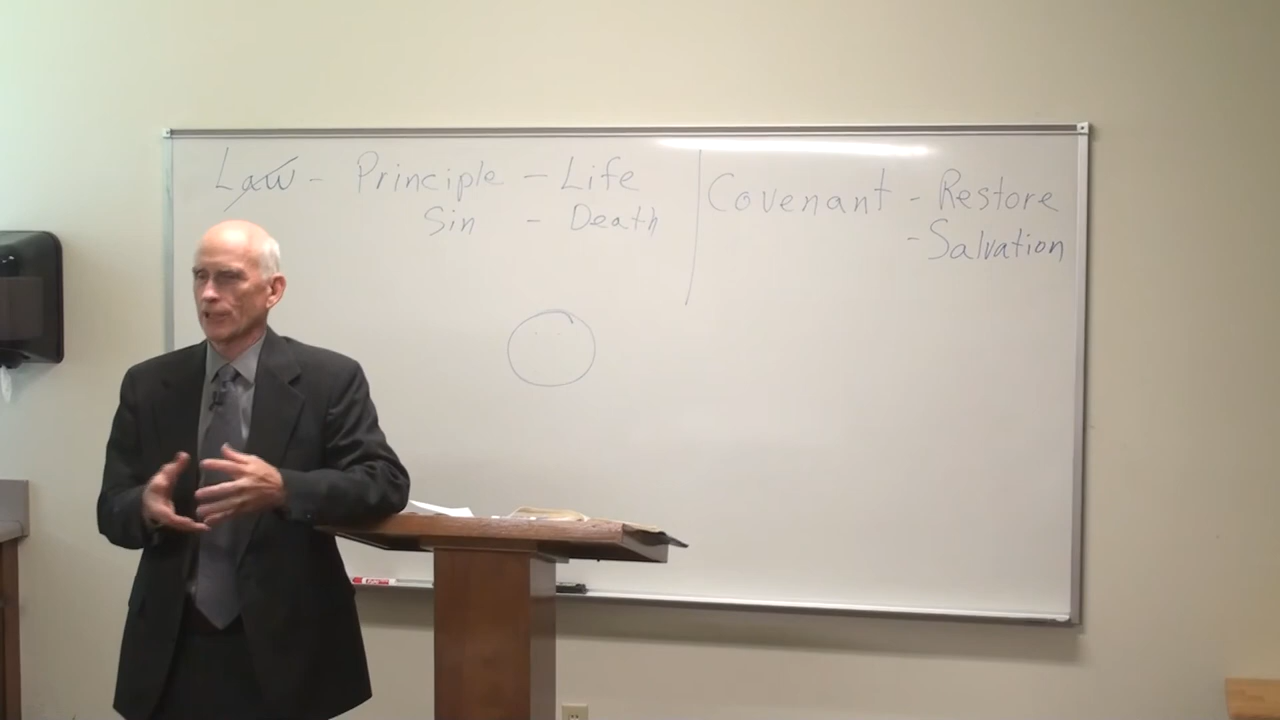 Law - Principle - Life
Sin - Death
Covenant - Restore
- Salvation